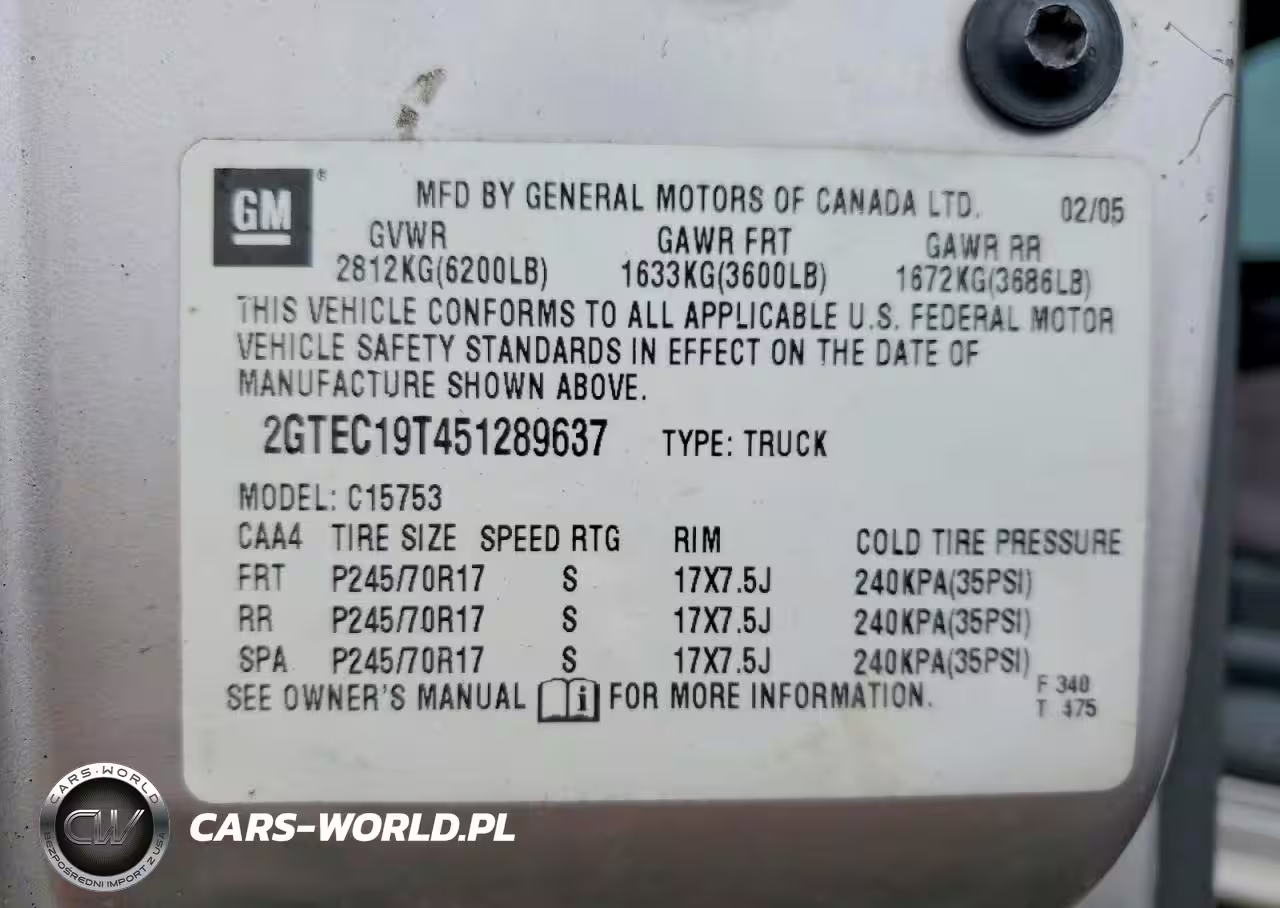 GM®
MFD BY GENERAL MOTORS OF CANADA LTD. 02/05
GVWR GAWR FRT GAWR RR
2812KG(6200LB) 1633KG(3600LB) 1672KG(3686LB)
THIS VEHICLE CONFORMS TO ALL APPLICABLE U.S. FEDERAL MOTOR
VEHICLE SAFETY STANDARDS IN EFFECT ON THE DATE OF
MANUFACTURE SHOWN ABOVE.
2GTEC19T451289637 TYPE: TRUCK
MODEL: C15753
CAA4 TIRE SIZE SPEED RTG RIM COLD TIRE PRESSURE
FRT P245/70R17 S 17X7.5J 240KPA(35PSI)
RR P245/70R17 S 17X7.5J 240KPA(35PSI)
SPA P245/70R17 S 17X7.5J 240KPA(35PSI)
SEE OWNER'S MANUAL i FOR MORE INFORMATION.
F 340
T 475
CARS-WORLD
CW
BEZPOŚREDNI IMPORT Z USA
CARS-WORLD.PL